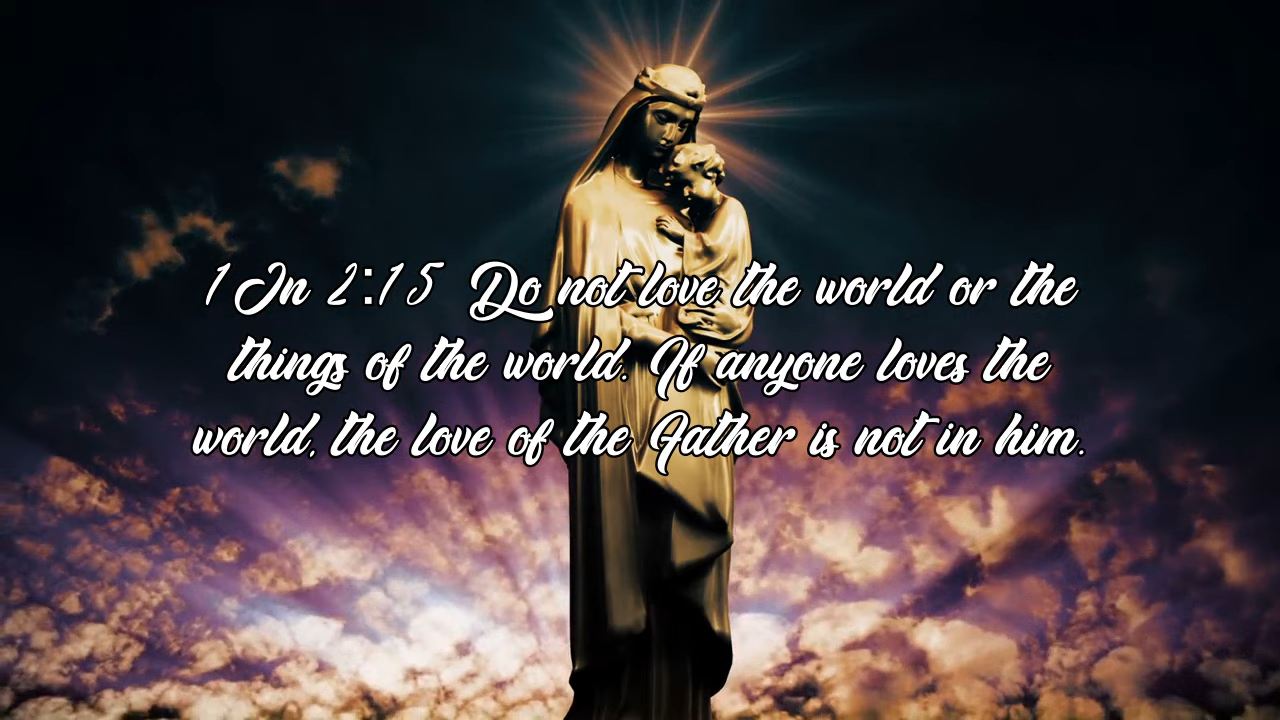 1 Jn 2:15 Do not love the world or the
things of the world. If anyone loves the
world, the love of the Father is not in him.